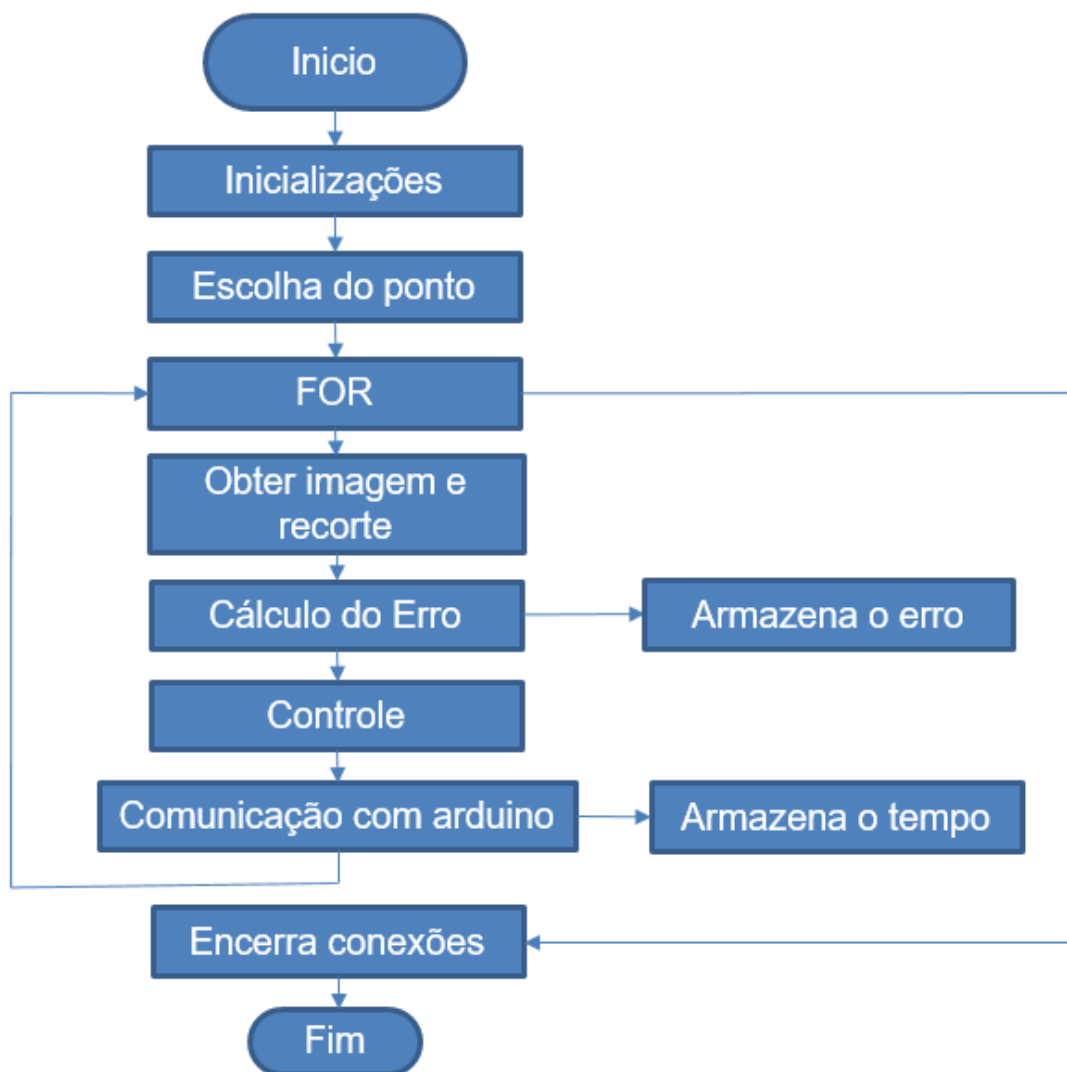 Inicio
Inicializações
Escolha do ponto
FOR
Obter imagem e
recorte
Cálculo do Erro
Armazena o erro
Controle
Comunicação com arduino
Armazena o tempo
Encerra conexões
Fim